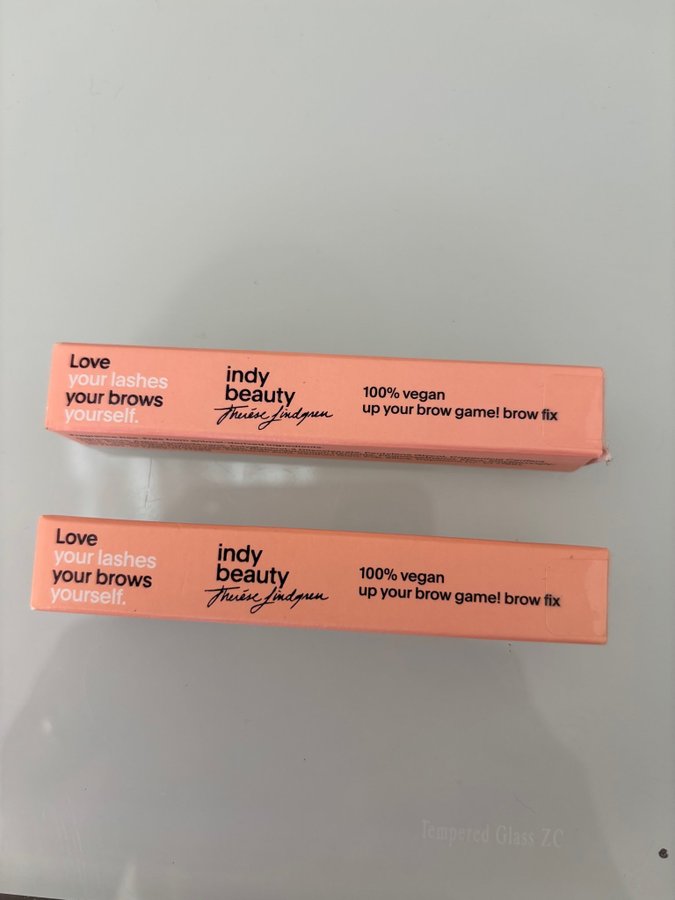 Love
your lashes
your brows
yourself.
indy
beauty
Therése Lindgren
100% vegan
up your brow game! brow fix
Love
your lashes
your brows
yourself.
indy
beauty
Therése Lindgren
100% vegan
up your brow game! brow fix
Tempered Glass ZC